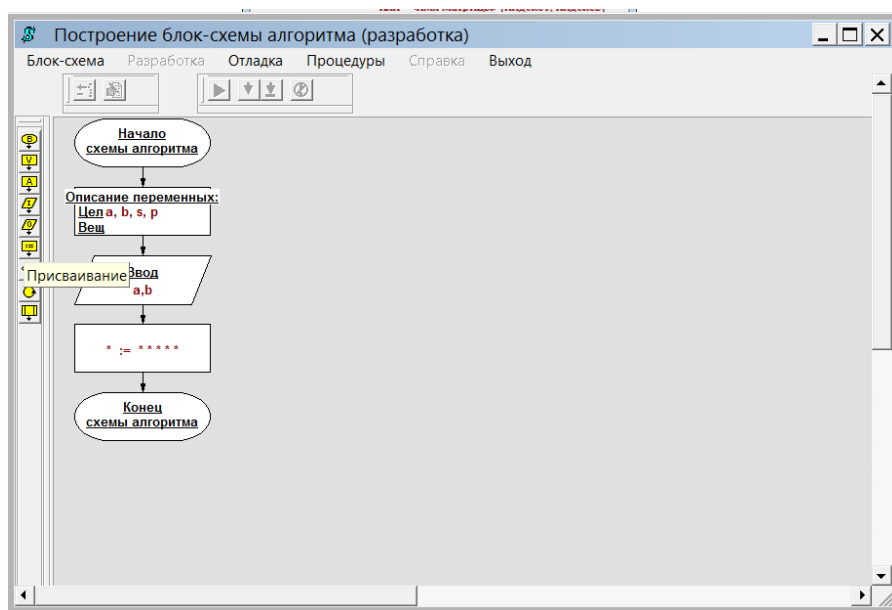 Построение блок-схемы алгоритма (разработка)
Блок-схема Разработка Отладка Процедуры Справка Выход
Начало
схемы алгоритма
Описание переменных:
Цел a, b, s, p
Вещ
Присваивание
Ввод
a,b
* := * * * * *
Конец
схемы алгоритма